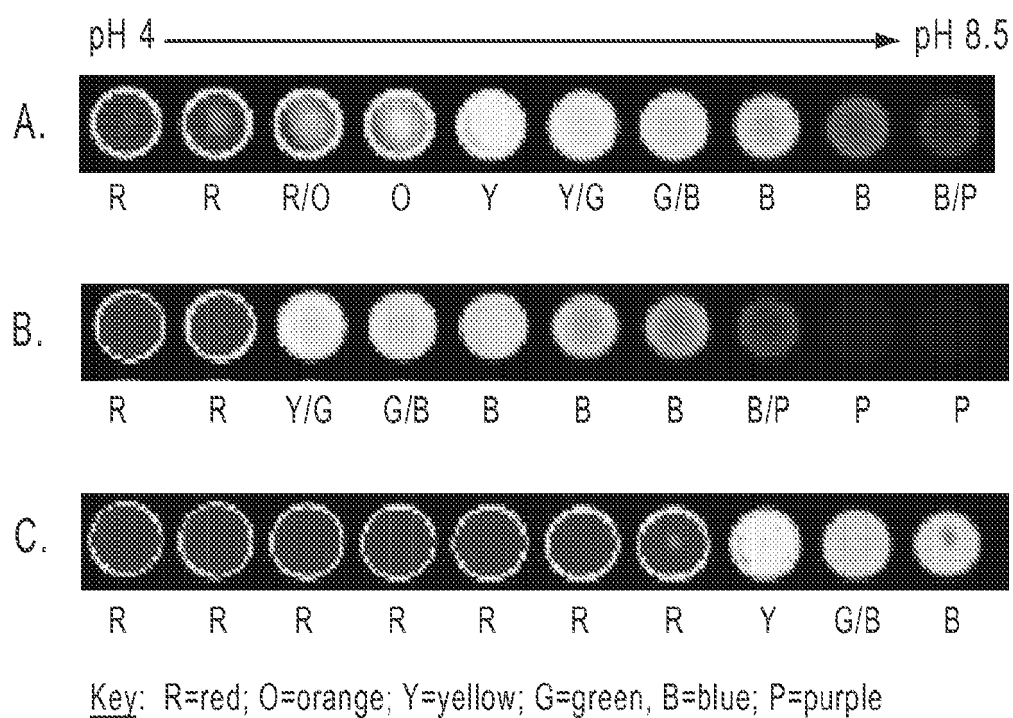 pH 4 pH 8.5
A.
R R R/O O Y Y/G G/B B B B/P
B.
R R Y/G G/B B B B B/P P P
C.
R R R R R R R Y G/B B
Key: R=red; O=orange; Y=yellow; G=green, B=blue; P=purple